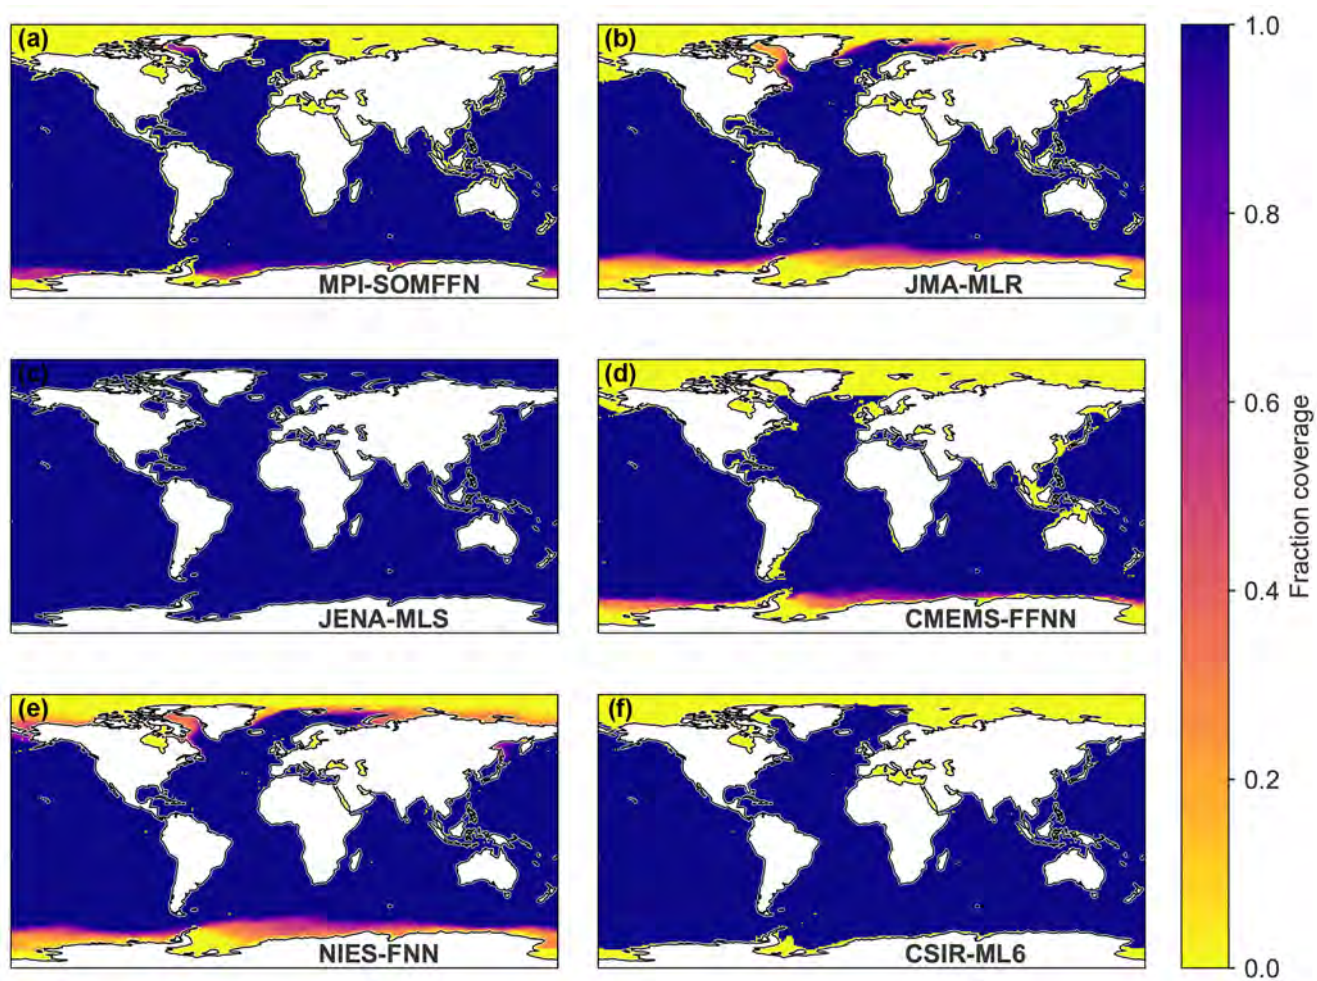 (a)
MPI-SOMFFN
(b)
JMA-MLR
(c)
JENA-MLS
(d)
CMEMS-FFNN
(e)
NIES-FNN
(f)
CSIR-ML6
1.0
0.8
0.6
0.4
0.2
0.0
Fraction coverage